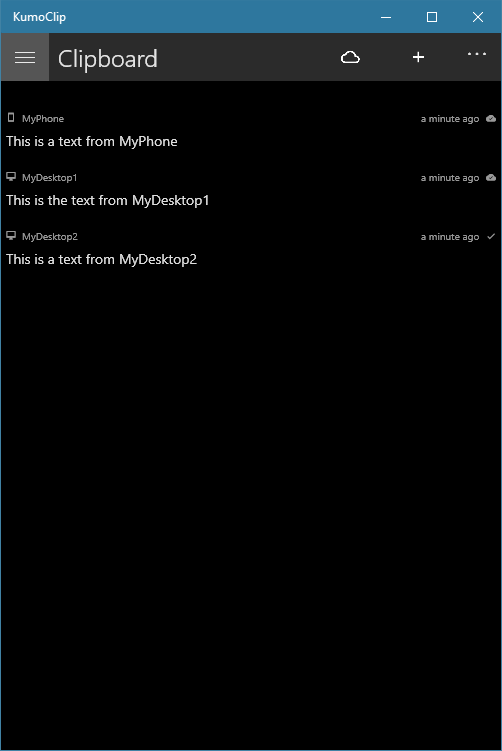 KumoClip
Clipboard
MyPhone a minute ago
This is a text from MyPhone
MyDesktop1 a minute ago
This is the text from MyDesktop1
MyDesktop2 a minute ago
This is a text from MyDesktop2